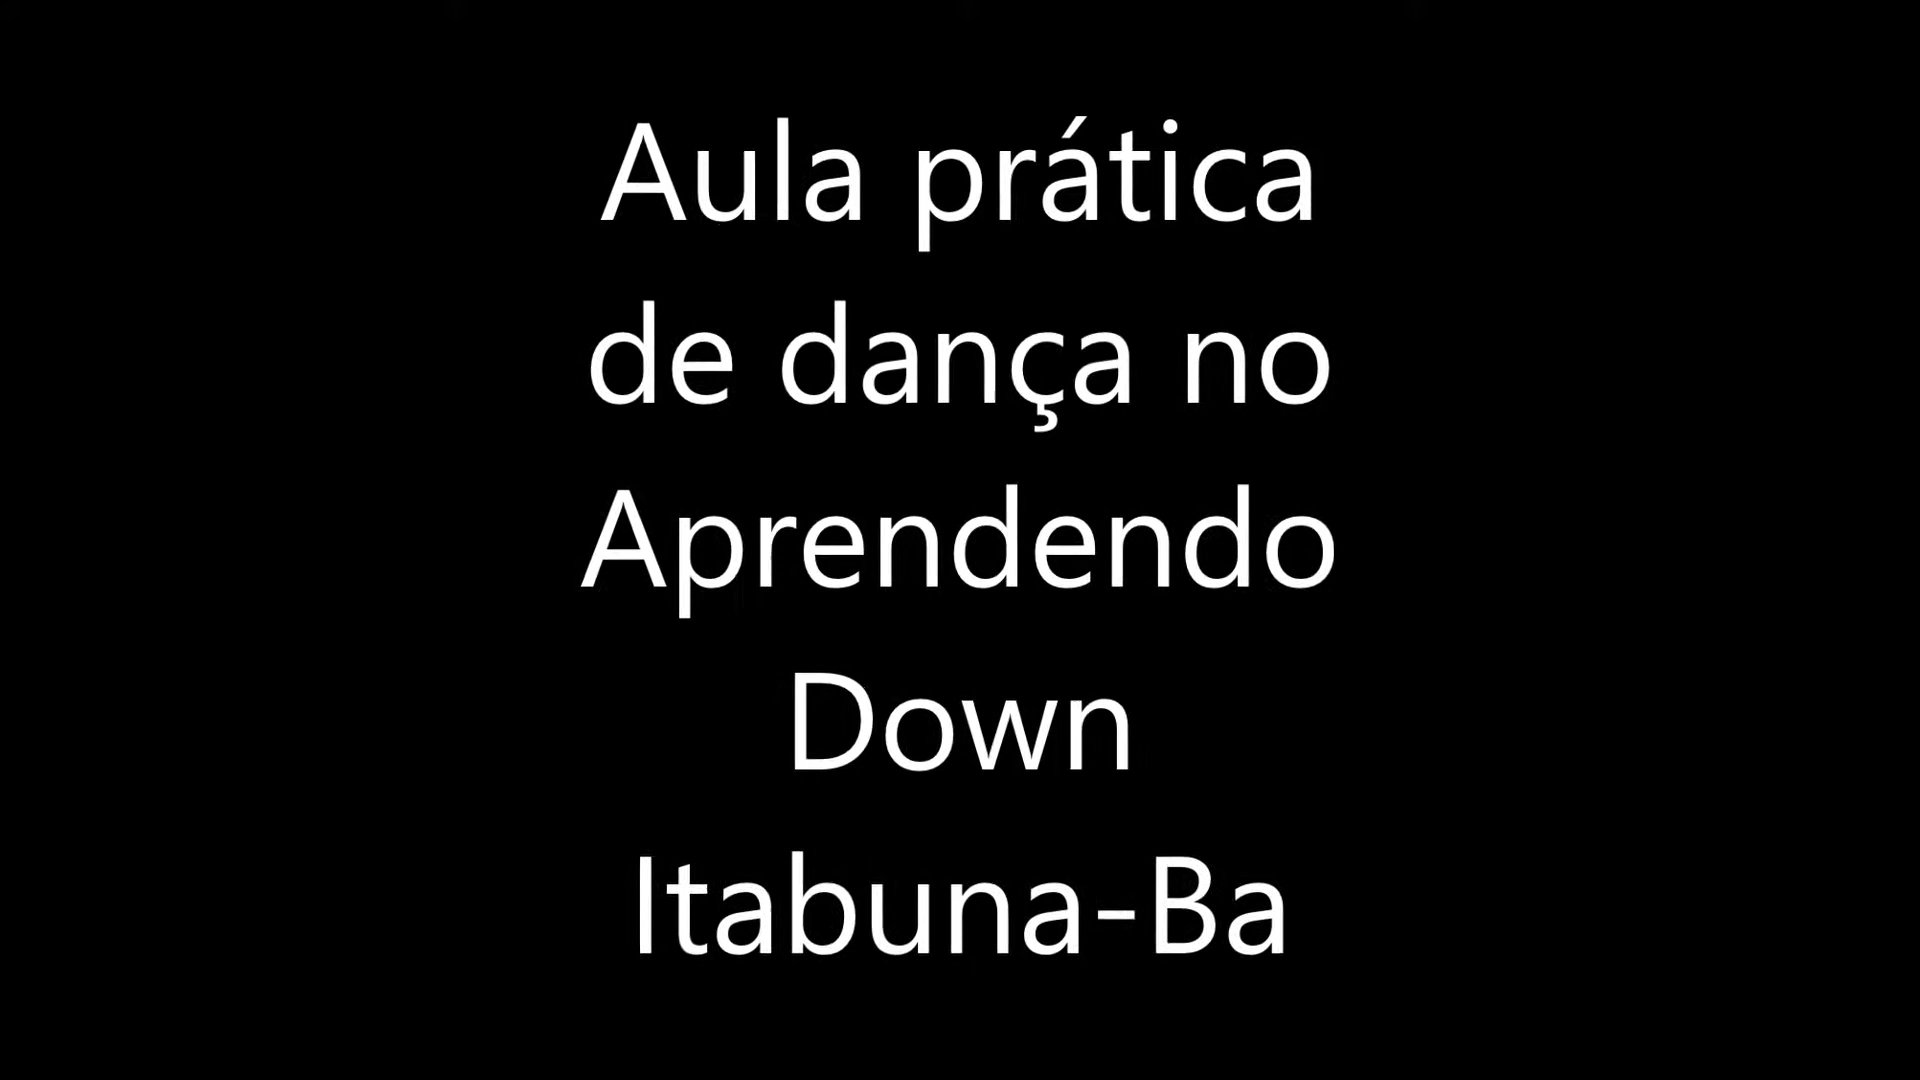 Aula prática
de dança no
Aprendendo
Down
Itabuna-Ba